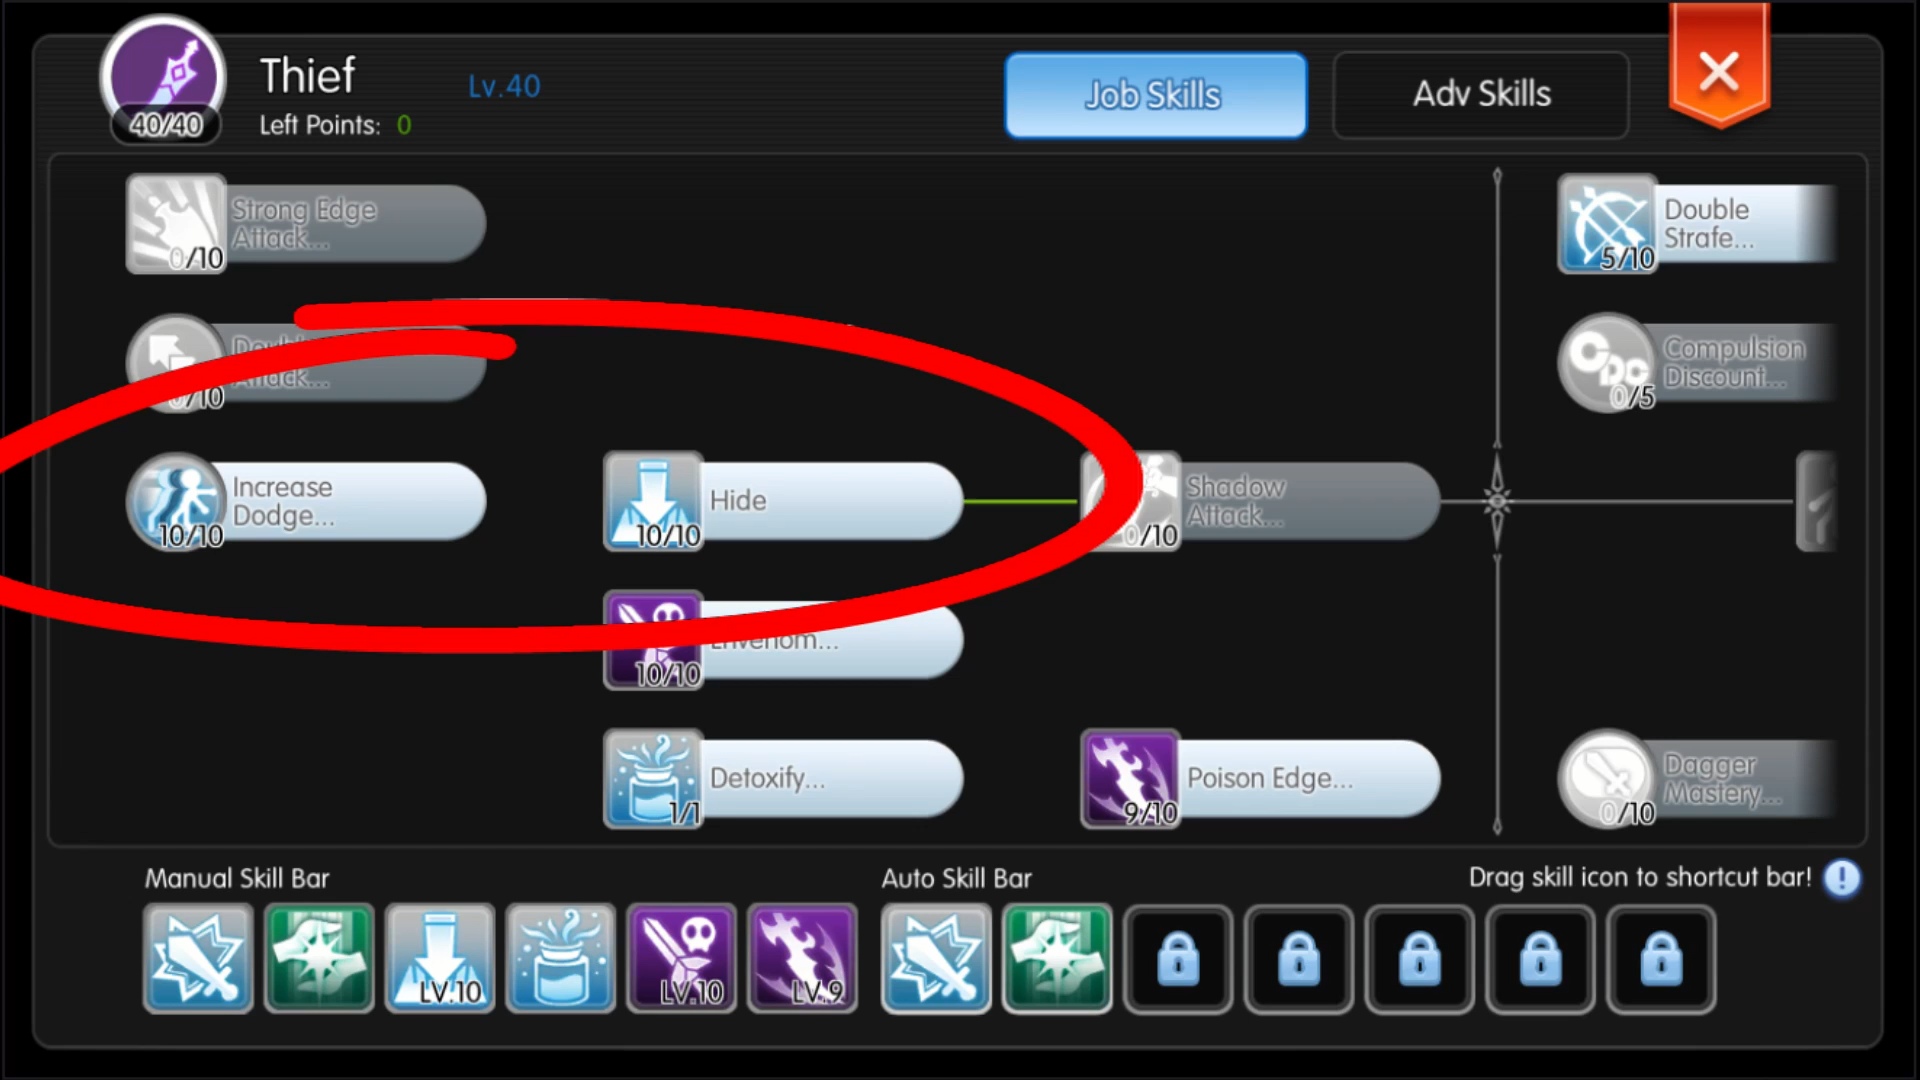 Thief
Lv.40
40/40
Left Points: 0
Job Skills
Adv Skills
Strong Edge
Attack...
0/10
Double
Strafe...
5/10
Attack...
0/10
Compulsion
Discount...
0/5
Increase
Dodge...
10/10
Hide
10/10
Shadow
Attack...
0/10
10/10
Detoxify...
1/1
Poison Edge...
9/10
Dagger
Mastery...
0/10
Manual Skill Bar
Auto Skill Bar
Drag skill icon to shortcut bar!
LV.10
LV.10
LV.9